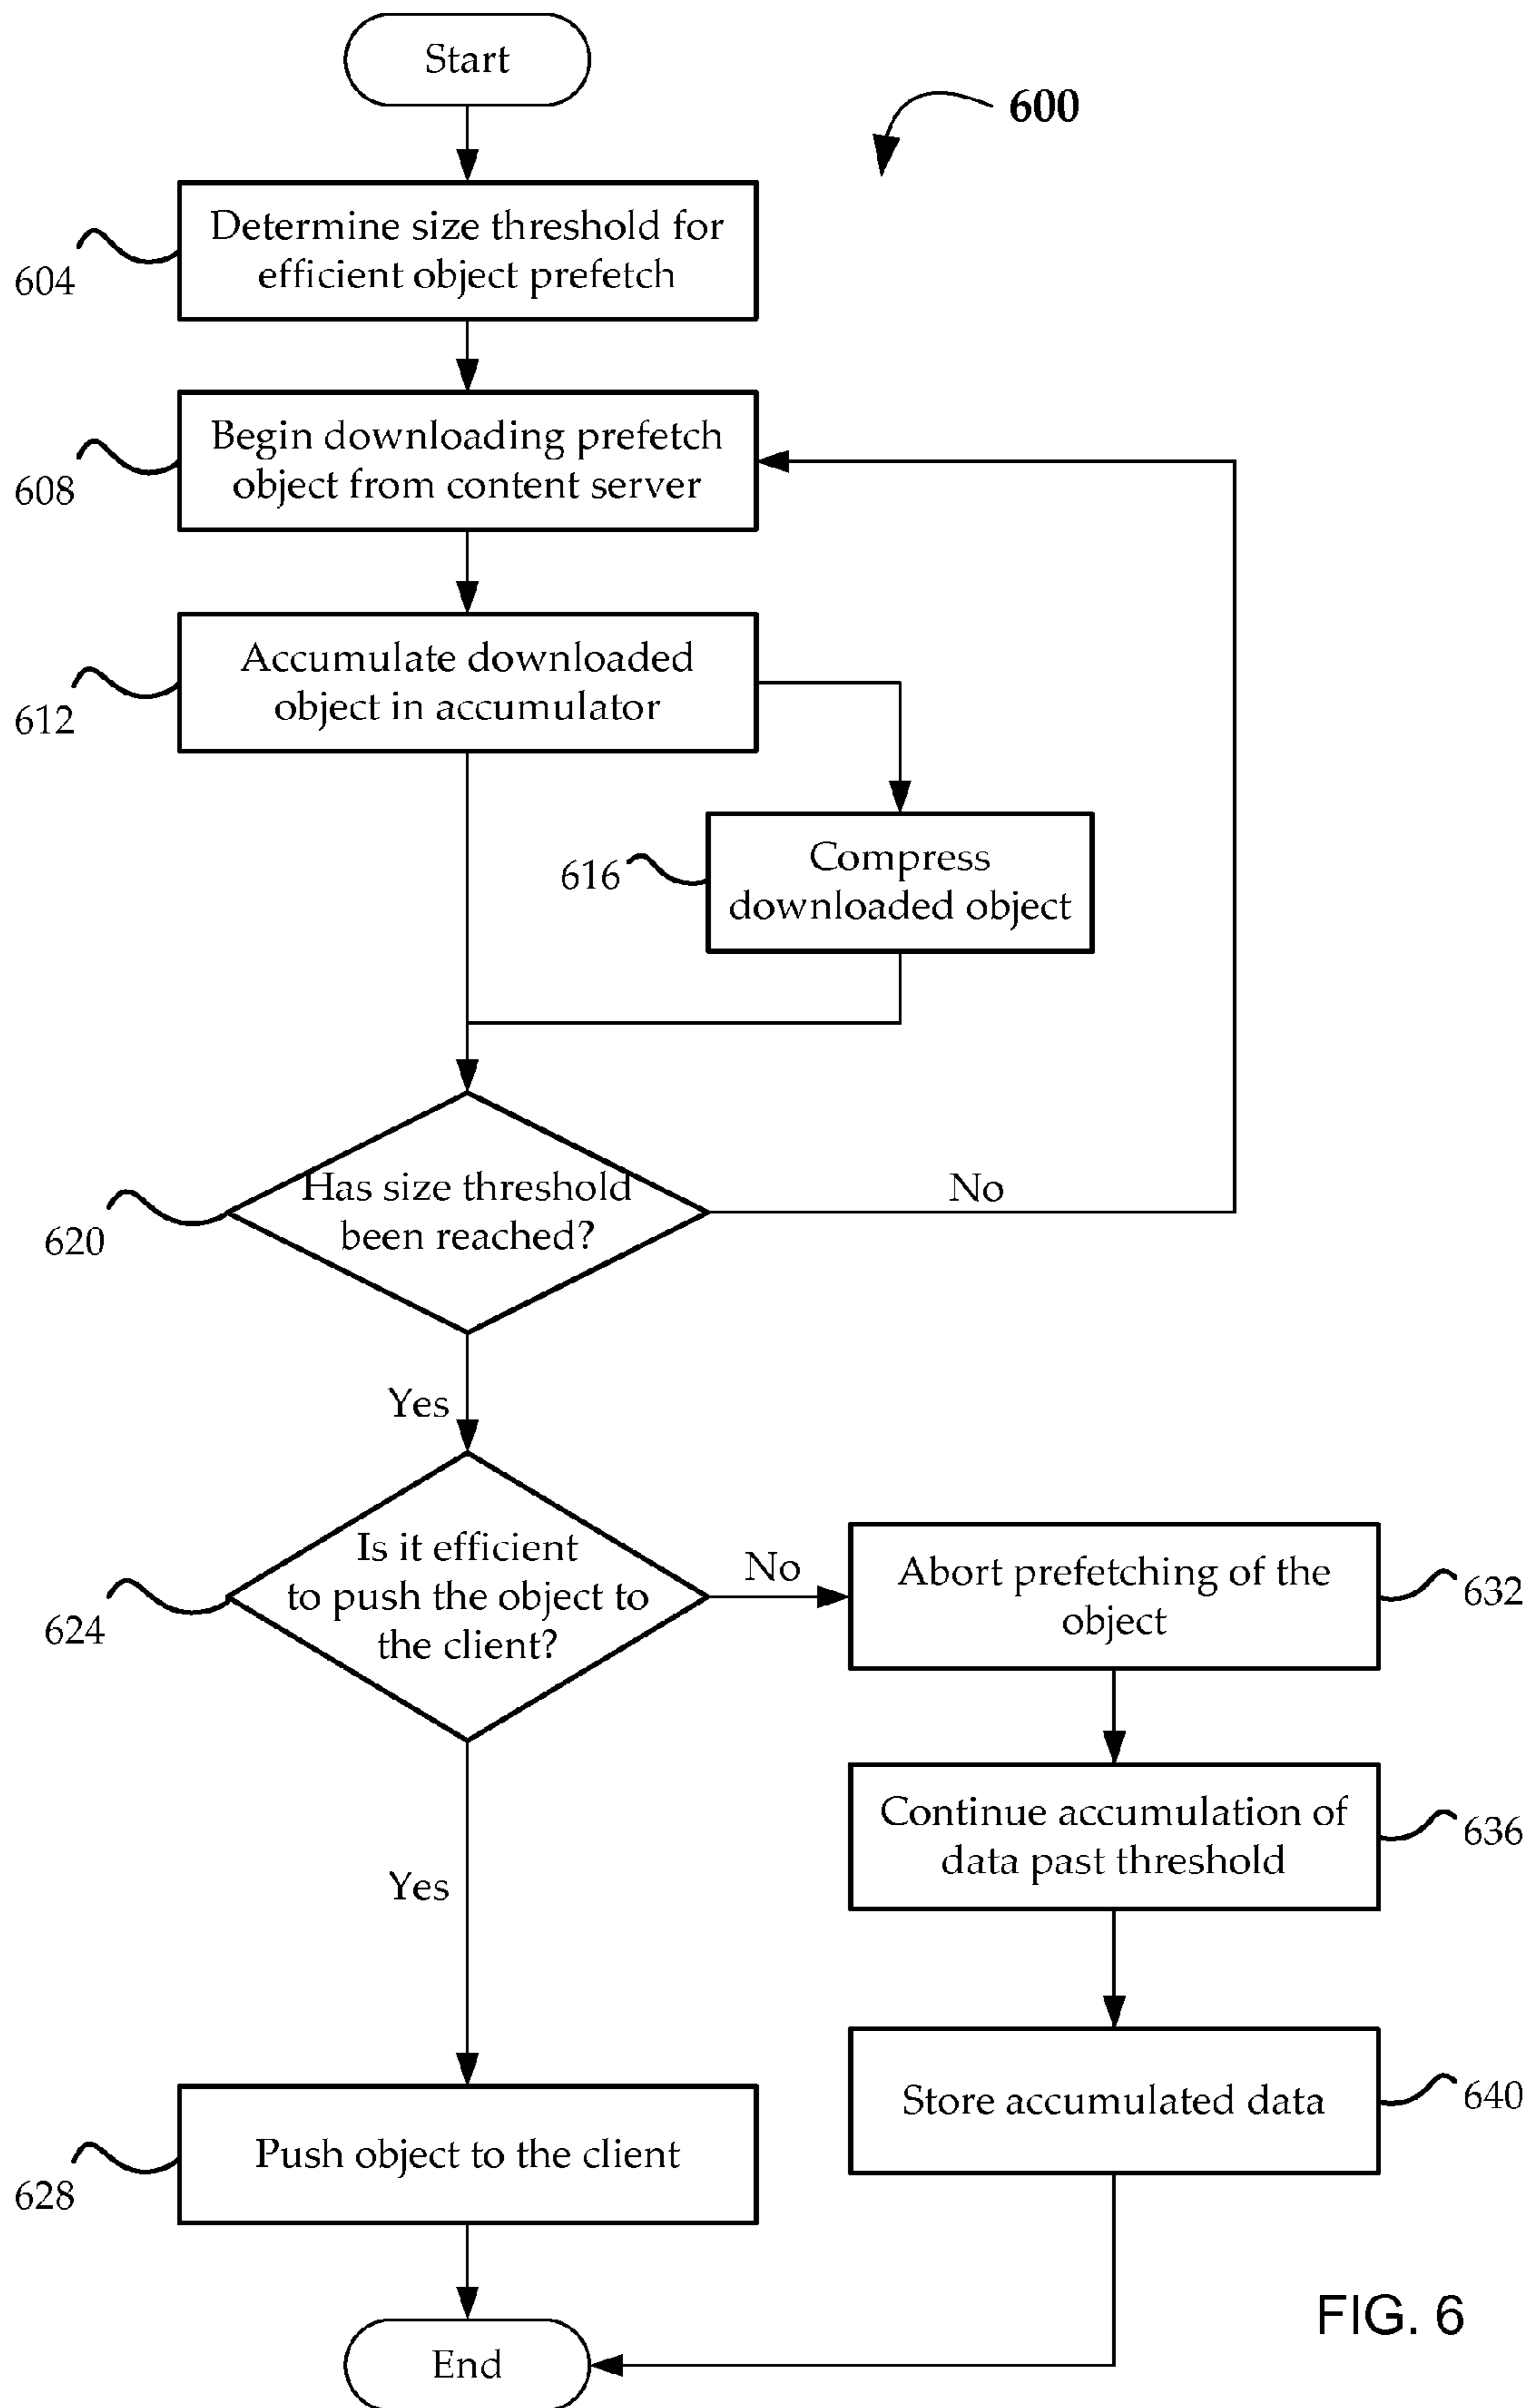 Start
600
Determine size threshold for
efficient object prefetch
604
Begin downloading prefetch
object from content server
608
Accumulate downloaded
object in accumulator
612
Compress
downloaded object
616
Has size threshold
been reached?
No
620
Yes
Is it efficient
to push the object to
the client?
No
624
Abort prefetching of the
object
632
Continue accumulation of
data past threshold
636
Yes
Store accumulated data
640
Push object to the client
628
End
FIG. 6